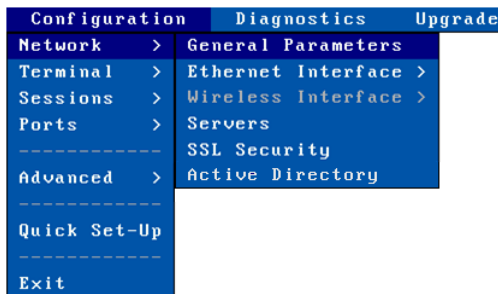 Configuration Diagnostics Upgrade
Network > General Parameters
Terminal > Ethernet Interface >
Sessions > Wireless Interface >
Ports > Servers
------------ SSL Security
Advanced > Active Directory
------------
Quick Set-Up
------------
Exit